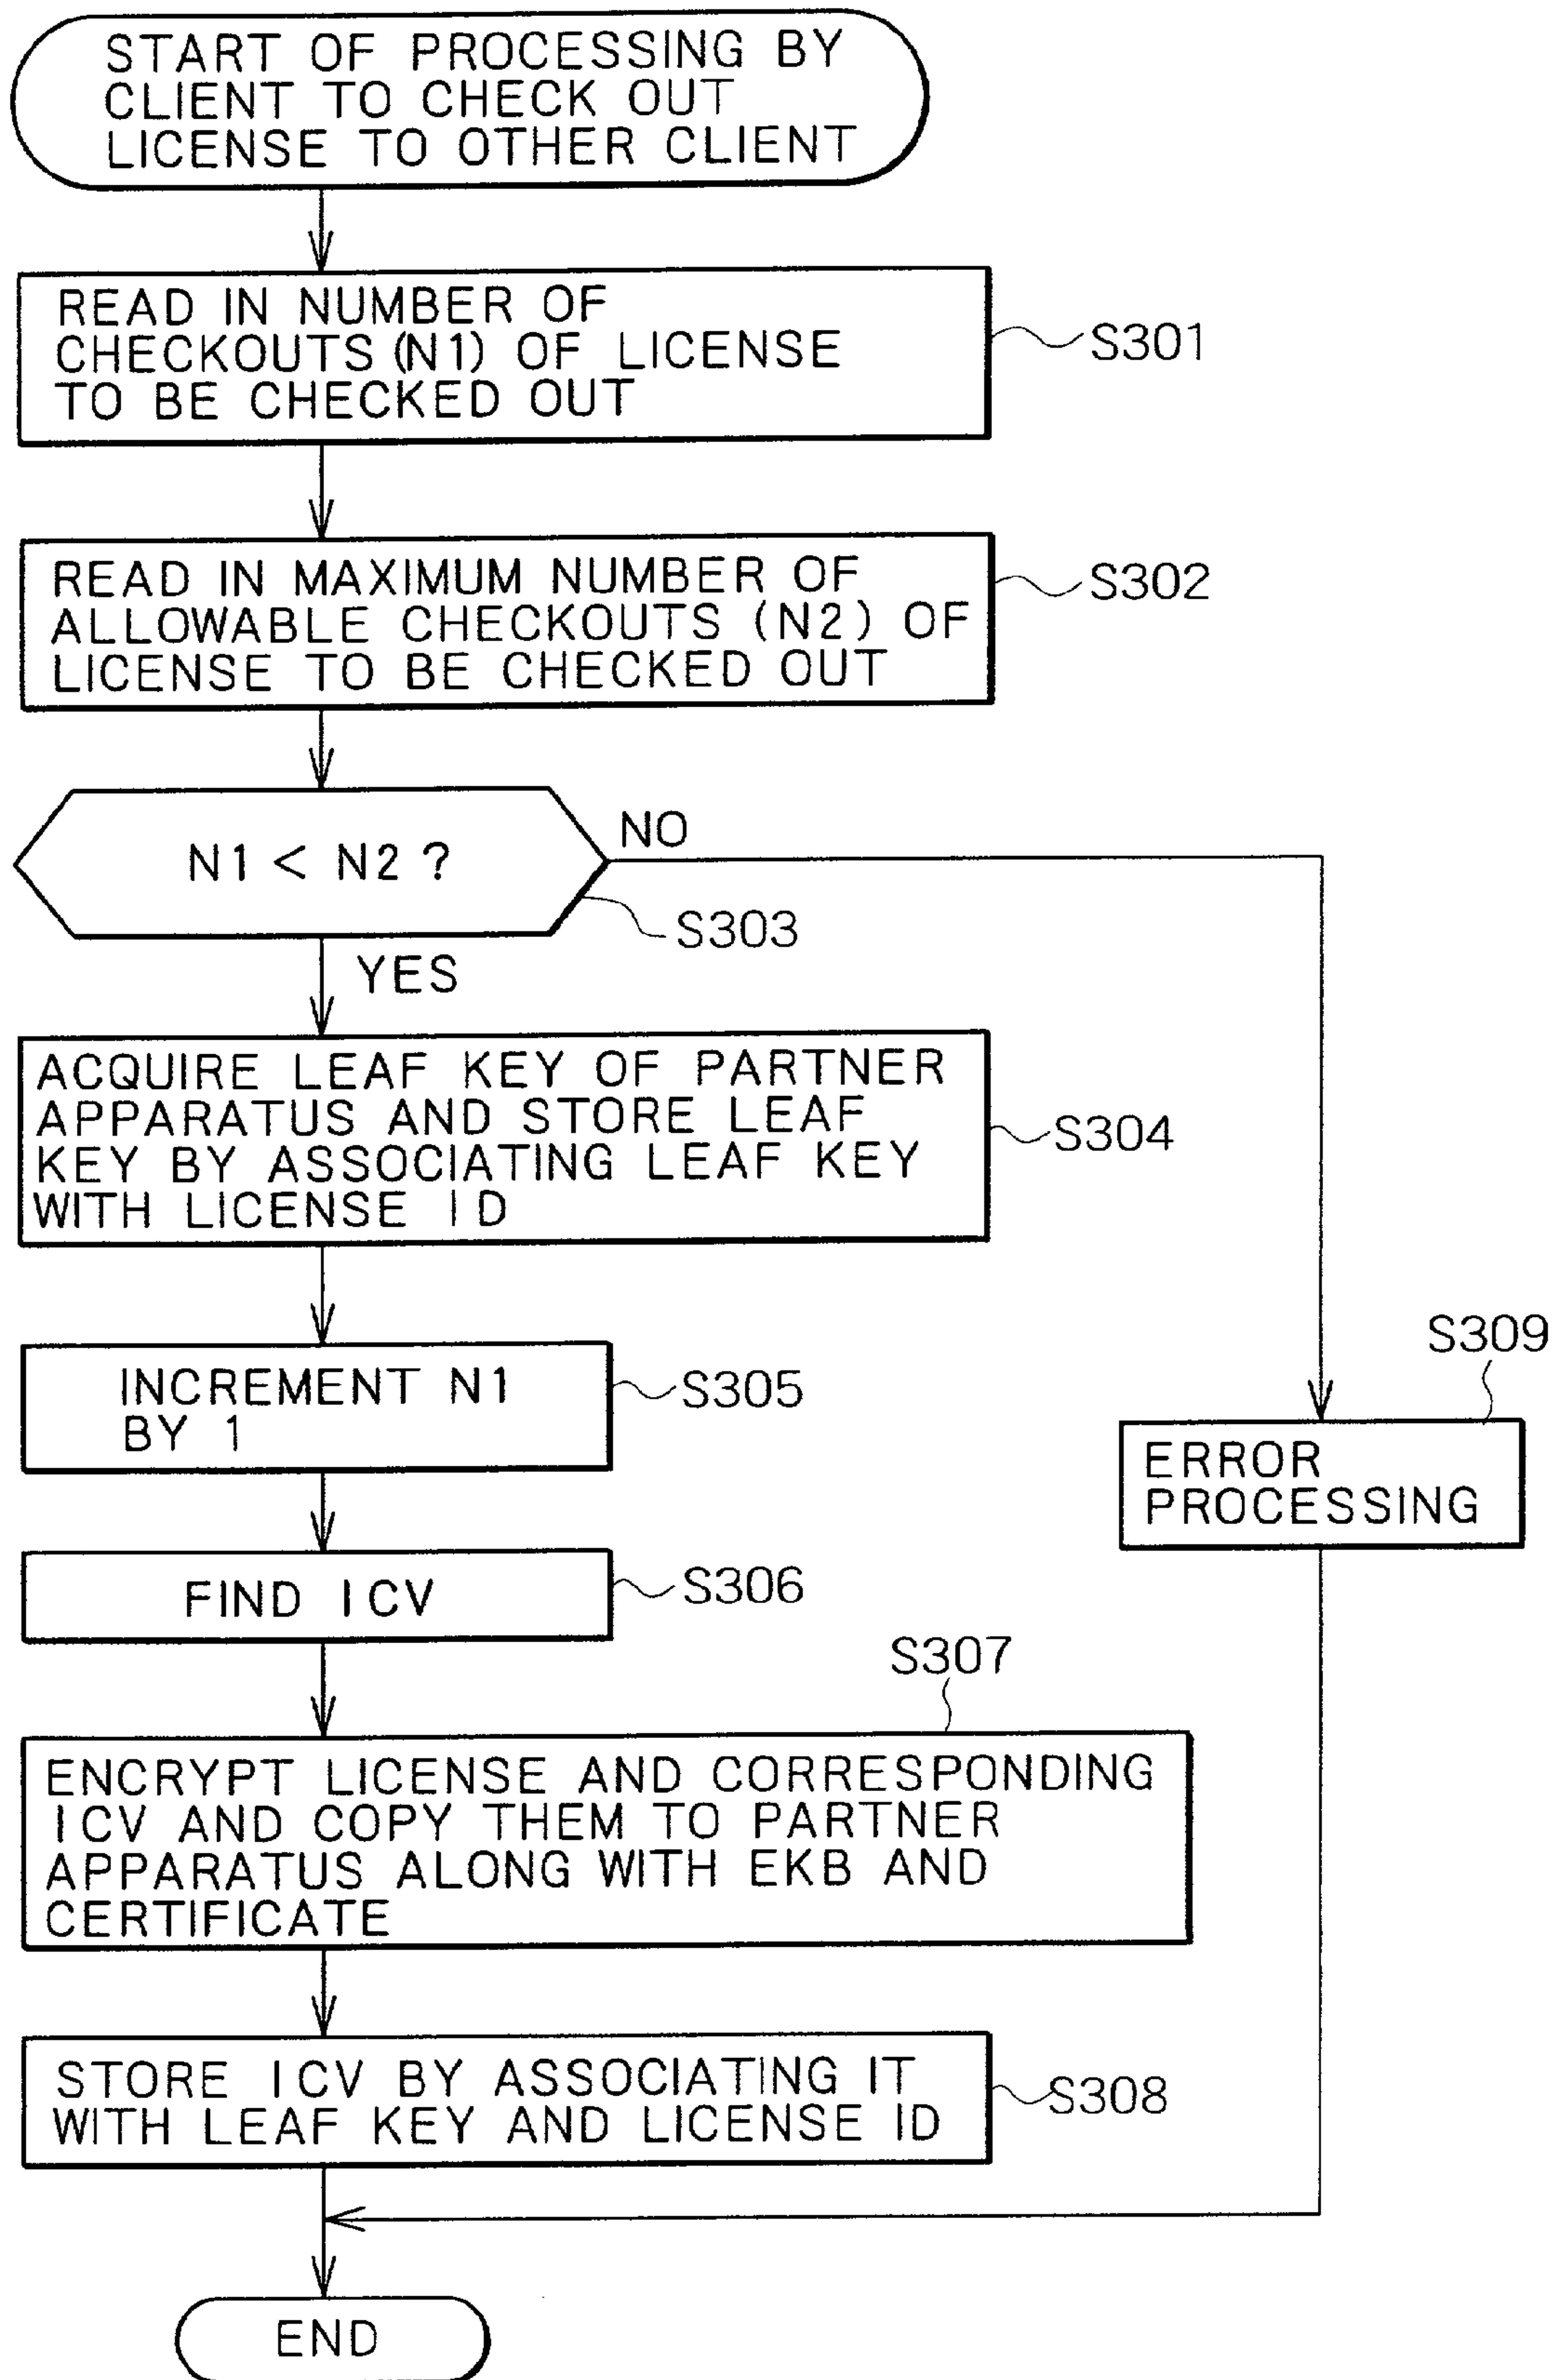 START OF PROCESSING BY
CLIENT TO CHECK OUT
LICENSE TO OTHER CLIENT
READ IN NUMBER OF
CHECKOUTS (N1) OF LICENSE
TO BE CHECKED OUT
S301
READ IN MAXIMUM NUMBER OF
ALLOWABLE CHECKOUTS (N2) OF
LICENSE TO BE CHECKED OUT
S302
N1 < N2 ?
NO
S303
YES
ACQUIRE LEAF KEY OF PARTNER
APPARATUS AND STORE LEAF
KEY BY ASSOCIATING LEAF KEY
WITH LICENSE ID
S304
INCREMENT N1
BY 1
S305
S309
ERROR
PROCESSING
FIND ICV
S306
S307
ENCRYPT LICENSE AND CORRESPONDING
ICV AND COPY THEM TO PARTNER
APPARATUS ALONG WITH EKB AND
CERTIFICATE
STORE ICV BY ASSOCIATING IT
WITH LEAF KEY AND LICENSE ID
S308
END